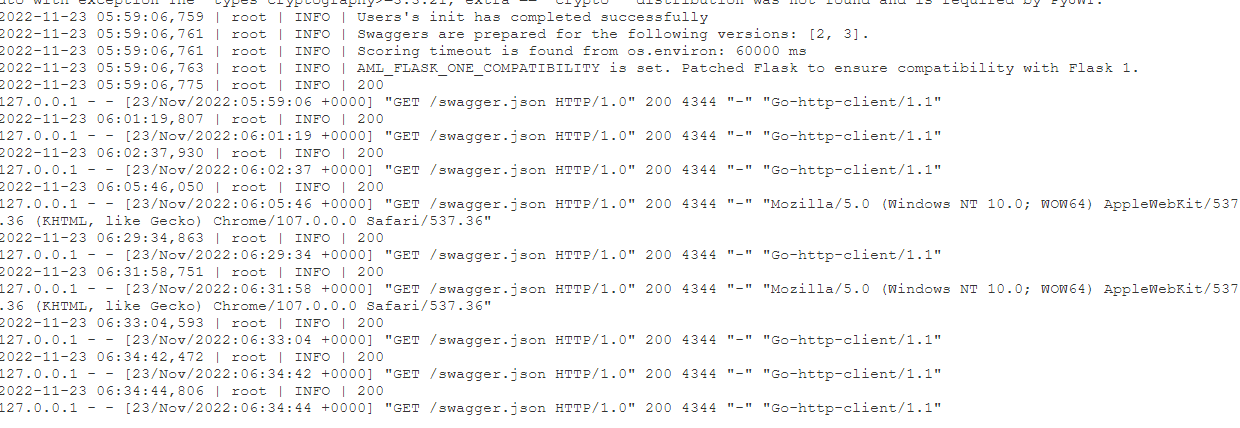 2022-11-23 05:59:06,759 | root | INFO | Users's init has completed successfully
2022-11-23 05:59:06,761 | root | INFO | Swaggers are prepared for the following versions: [2, 3].
2022-11-23 05:59:06,761 | root | INFO | Scoring timeout is found from os.environ: 60000 ms
2022-11-23 05:59:06,763 | root | INFO | AML_FLASK_ONE_COMPATIBILITY is set. Patched Flask to ensure compatibility with Flask 1.
2022-11-23 05:59:06,775 | root | INFO | 200
127.0.0.1 - - [23/Nov/2022:05:59:06 +0000] "GET /swagger.json HTTP/1.0" 200 4344 "-" "Go-http-client/1.1"
2022-11-23 06:01:19,807 | root | INFO | 200
127.0.0.1 - - [23/Nov/2022:06:01:19 +0000] "GET /swagger.json HTTP/1.0" 200 4344 "-" "Go-http-client/1.1"
2022-11-23 06:02:37,930 | root | INFO | 200
127.0.0.1 - - [23/Nov/2022:06:02:37 +0000] "GET /swagger.json HTTP/1.0" 200 4344 "-" "Go-http-client/1.1"
2022-11-23 06:05:46,050 | root | INFO | 200
127.0.0.1 - - [23/Nov/2022:06:05:46 +0000] "GET /swagger.json HTTP/1.0" 200 4344 "-" "Mozilla/5.0 (Windows NT 10.0; WOW64) AppleWebKit/537
.36 (KHTML, like Gecko) Chrome/107.0.0.0 Safari/537.36"
2022-11-23 06:29:34,863 | root | INFO | 200
127.0.0.1 - - [23/Nov/2022:06:29:34 +0000] "GET /swagger.json HTTP/1.0" 200 4344 "-" "Go-http-client/1.1"
2022-11-23 06:31:58,751 | root | INFO | 200
127.0.0.1 - - [23/Nov/2022:06:31:58 +0000] "GET /swagger.json HTTP/1.0" 200 4344 "-" "Mozilla/5.0 (Windows NT 10.0; WOW64) AppleWebKit/537
.36 (KHTML, like Gecko) Chrome/107.0.0.0 Safari/537.36"
2022-11-23 06:33:04,593 | root | INFO | 200
127.0.0.1 - - [23/Nov/2022:06:33:04 +0000] "GET /swagger.json HTTP/1.0" 200 4344 "-" "Go-http-client/1.1"
2022-11-23 06:34:42,472 | root | INFO | 200
127.0.0.1 - - [23/Nov/2022:06:34:42 +0000] "GET /swagger.json HTTP/1.0" 200 4344 "-" "Go-http-client/1.1"
2022-11-23 06:34:44,806 | root | INFO | 200
127.0.0.1 - - [23/Nov/2022:06:34:44 +0000] "GET /swagger.json HTTP/1.0" 200 4344 "-" "Go-http-client/1.1"